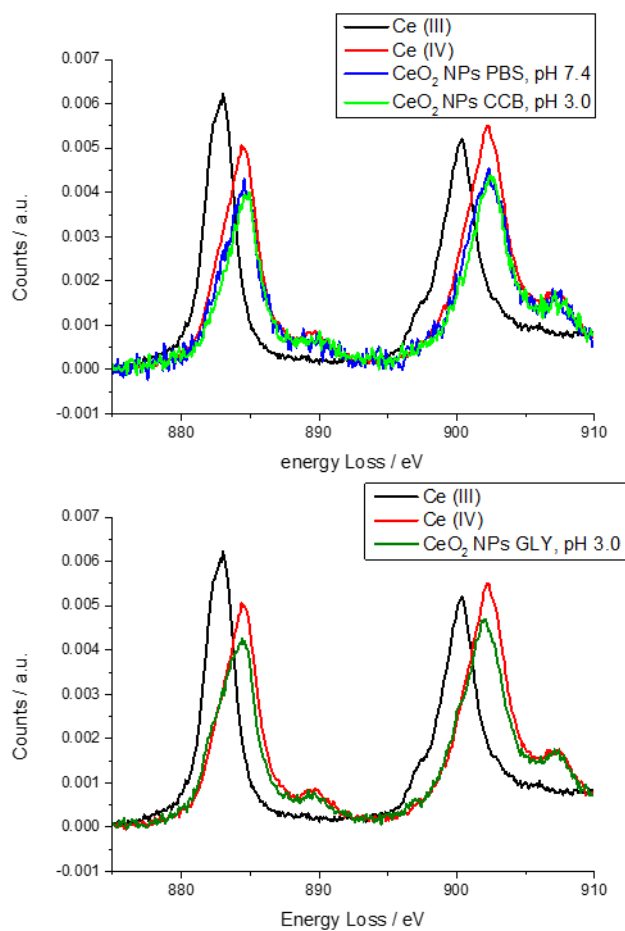 Ce (III)
Ce (IV)
CeO2 NPs PBS, pH 7.4
CeO2 NPs CCB, pH 3.0
0.007
0.006
0.005
0.004
0.003
0.002
0.001
0.000
-0.001
Counts / a.u.
880 890 900 910
energy Loss / eV
Ce (III)
Ce (IV)
CeO2 NPs GLY, pH 3.0
0.007
0.006
0.005
0.004
0.003
0.002
0.001
0.000
-0.001
Counts / a.u.
880 890 900 910
Energy Loss / eV